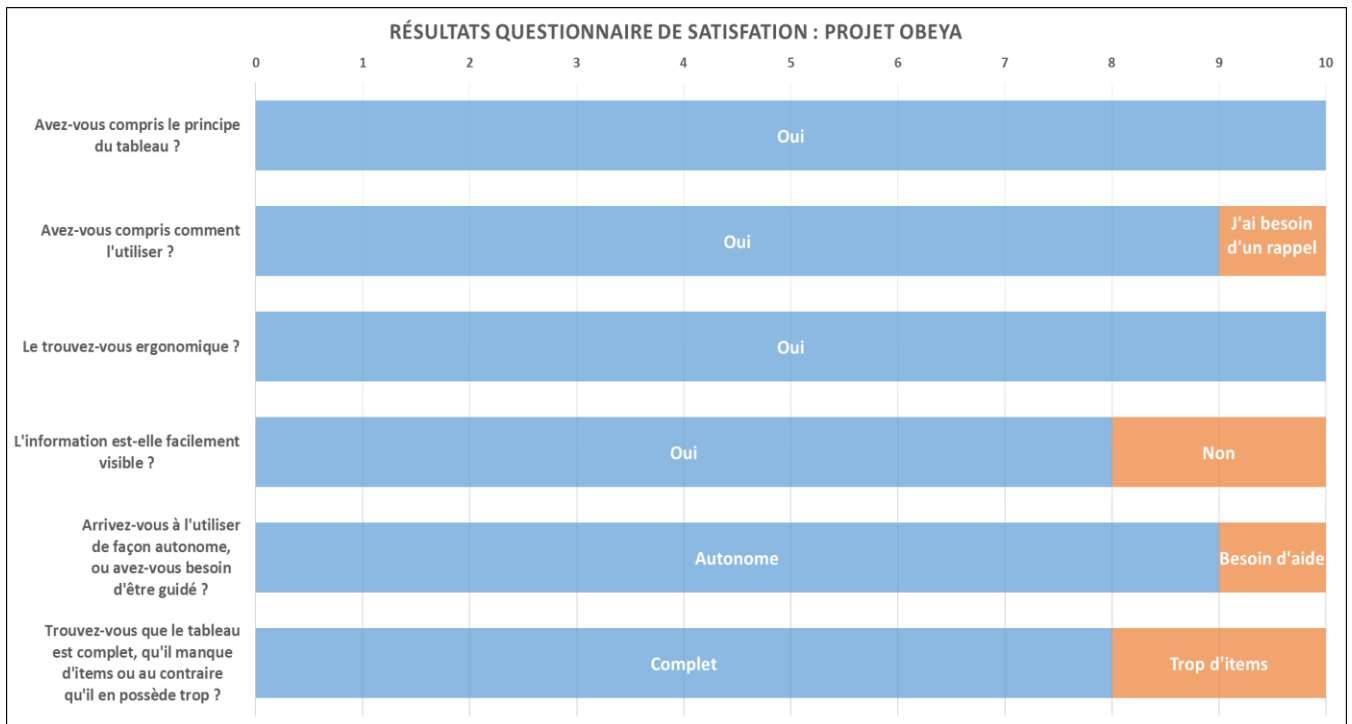 RÉSULTATS QUESTIONNAIRE DE SATISFATION : PROJET OBEYA
0 1 2 3 4 5 6 7 8 9 10
Avez-vous compris le principe
du tableau ?
Oui
Avez-vous compris comment
l'utiliser ?
Oui
J'ai besoin
d'un rappel
Le trouvez-vous ergonomique ?
Oui
L'information est-elle facilement
visible ?
Oui
Non
Arrivez-vous à l'utiliser
de façon autonome,
ou avez-vous besoin
d'être guidé ?
Autonome
Besoin d'aide
Trouvez-vous que le tableau
est complet, qu'il manque
d'items ou au contraire
qu'il en possède trop ?
Complet
Trop d'items